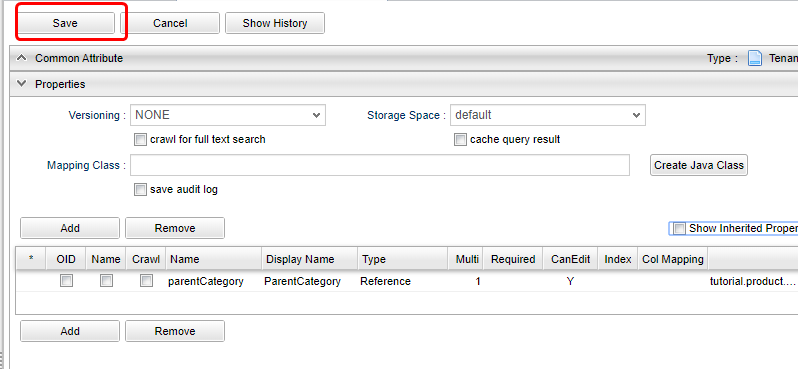 Save Cancel Show History
Common Attribute Type : Tenan
Properties
Versioning : NONE Storage Space : default
crawl for full text search cache query result
Mapping Class : Create Java Class
save audit log
Add Remove Show Inherited Proper
* OID Name Crawl Name Display Name Type Multi Required CanEdit Index Col Mapping
parentCategory ParentCategory Reference 1 Y tutorial.product....
Add Remove